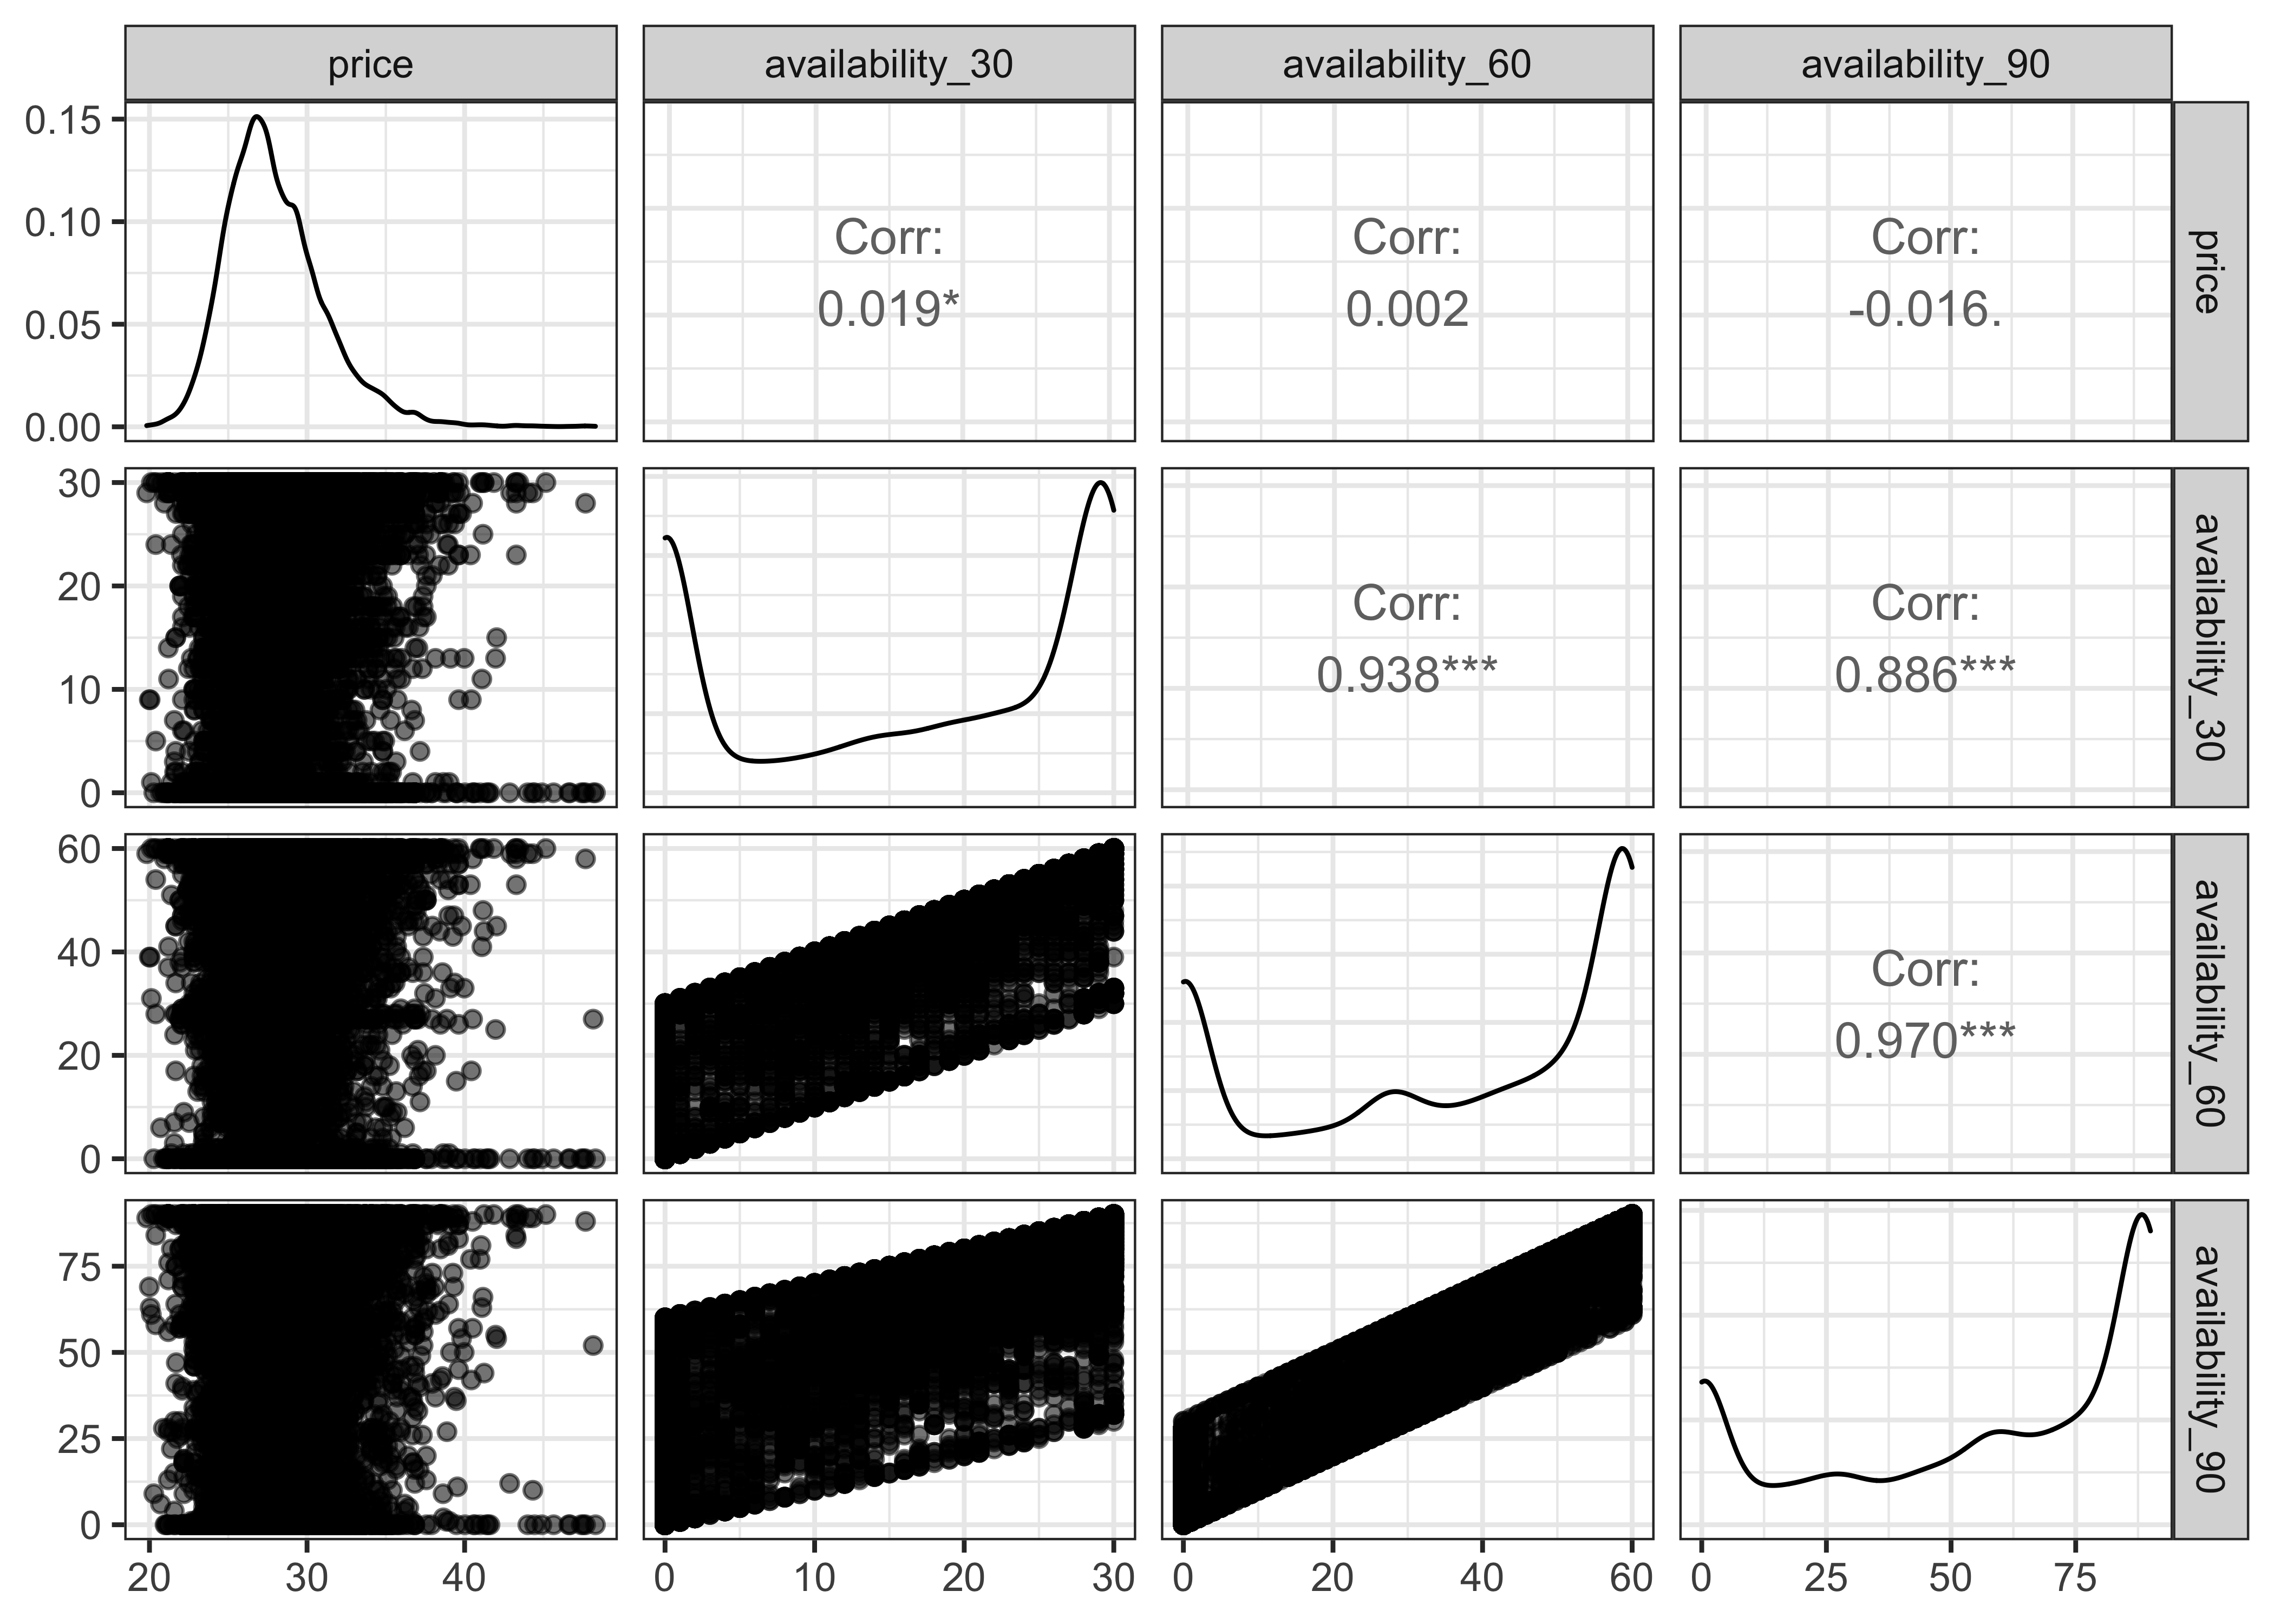 price
availability_30
availability_60
availability_90
0.15
0.10
0.05
0.00
Corr:
0.019*
Corr:
0.002
Corr:
-0.016.
price
30
20
10
0
Corr:
0.938***
Corr:
0.886***
availability_30
60
40
20
0
Corr:
0.970***
availability_60
75
50
25
0
availability_90
20 30 40
0 10 20 30
0 20 40 60
0 25 50 75